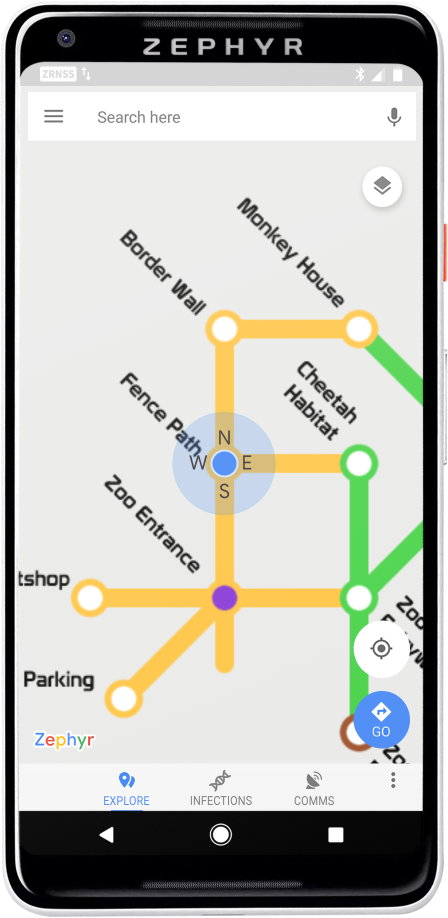 ZEPHYR
ZRNSS
Search here
Monkey House
Border Wall
Cheetah
Habitat
Fence Path
N
W E
S
Zoo Entrance
tshop
Zoo
Parking
GO
Zephyr
Zo
EXPLORE INFECTIONS COMMS